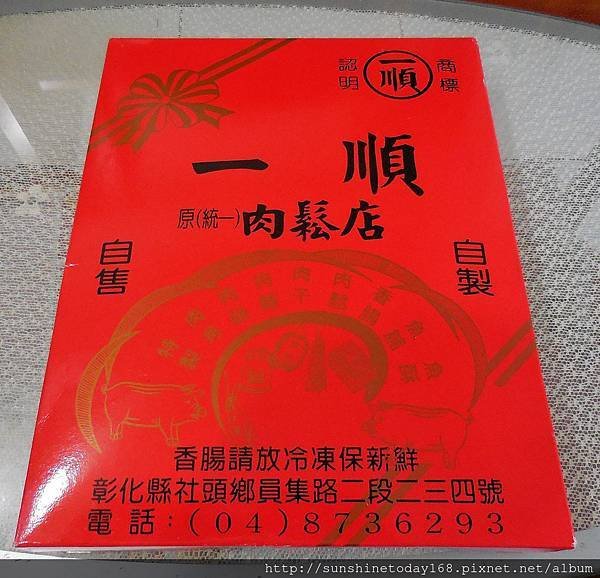 認明 順一 商標
一順
原(統一)肉鬆店
自製
自售
香腸請放冷凍保新鮮
彰化縣社頭鄉員集路二段二三四號
電話：(04)8736293
http://sunshinetoday168.pixnet.net/album